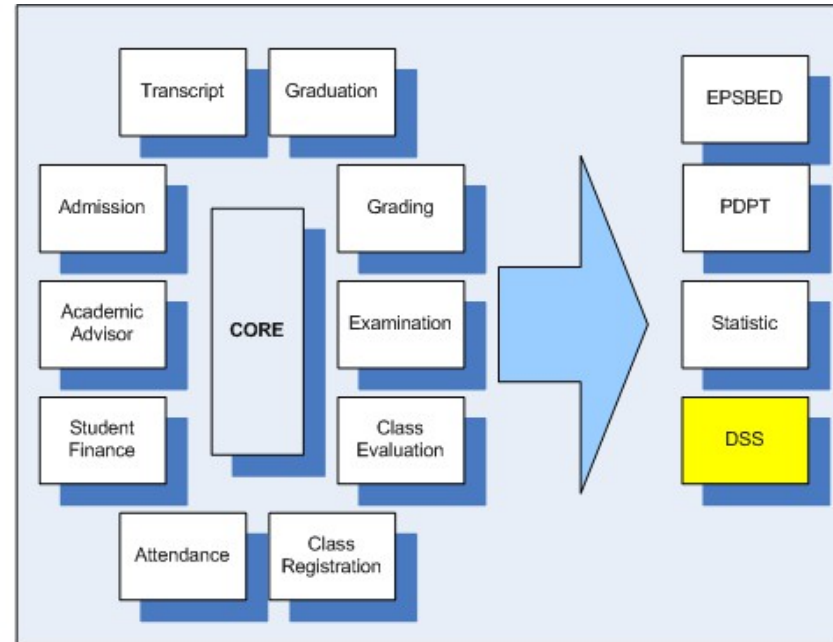 Transcript
Graduation
EPSBED
Admission
Grading
PDPT
CORE
Academic
Advisor
Examination
Statistic
Student
Finance
Class
Evaluation
DSS
Attendance
Class
Registration